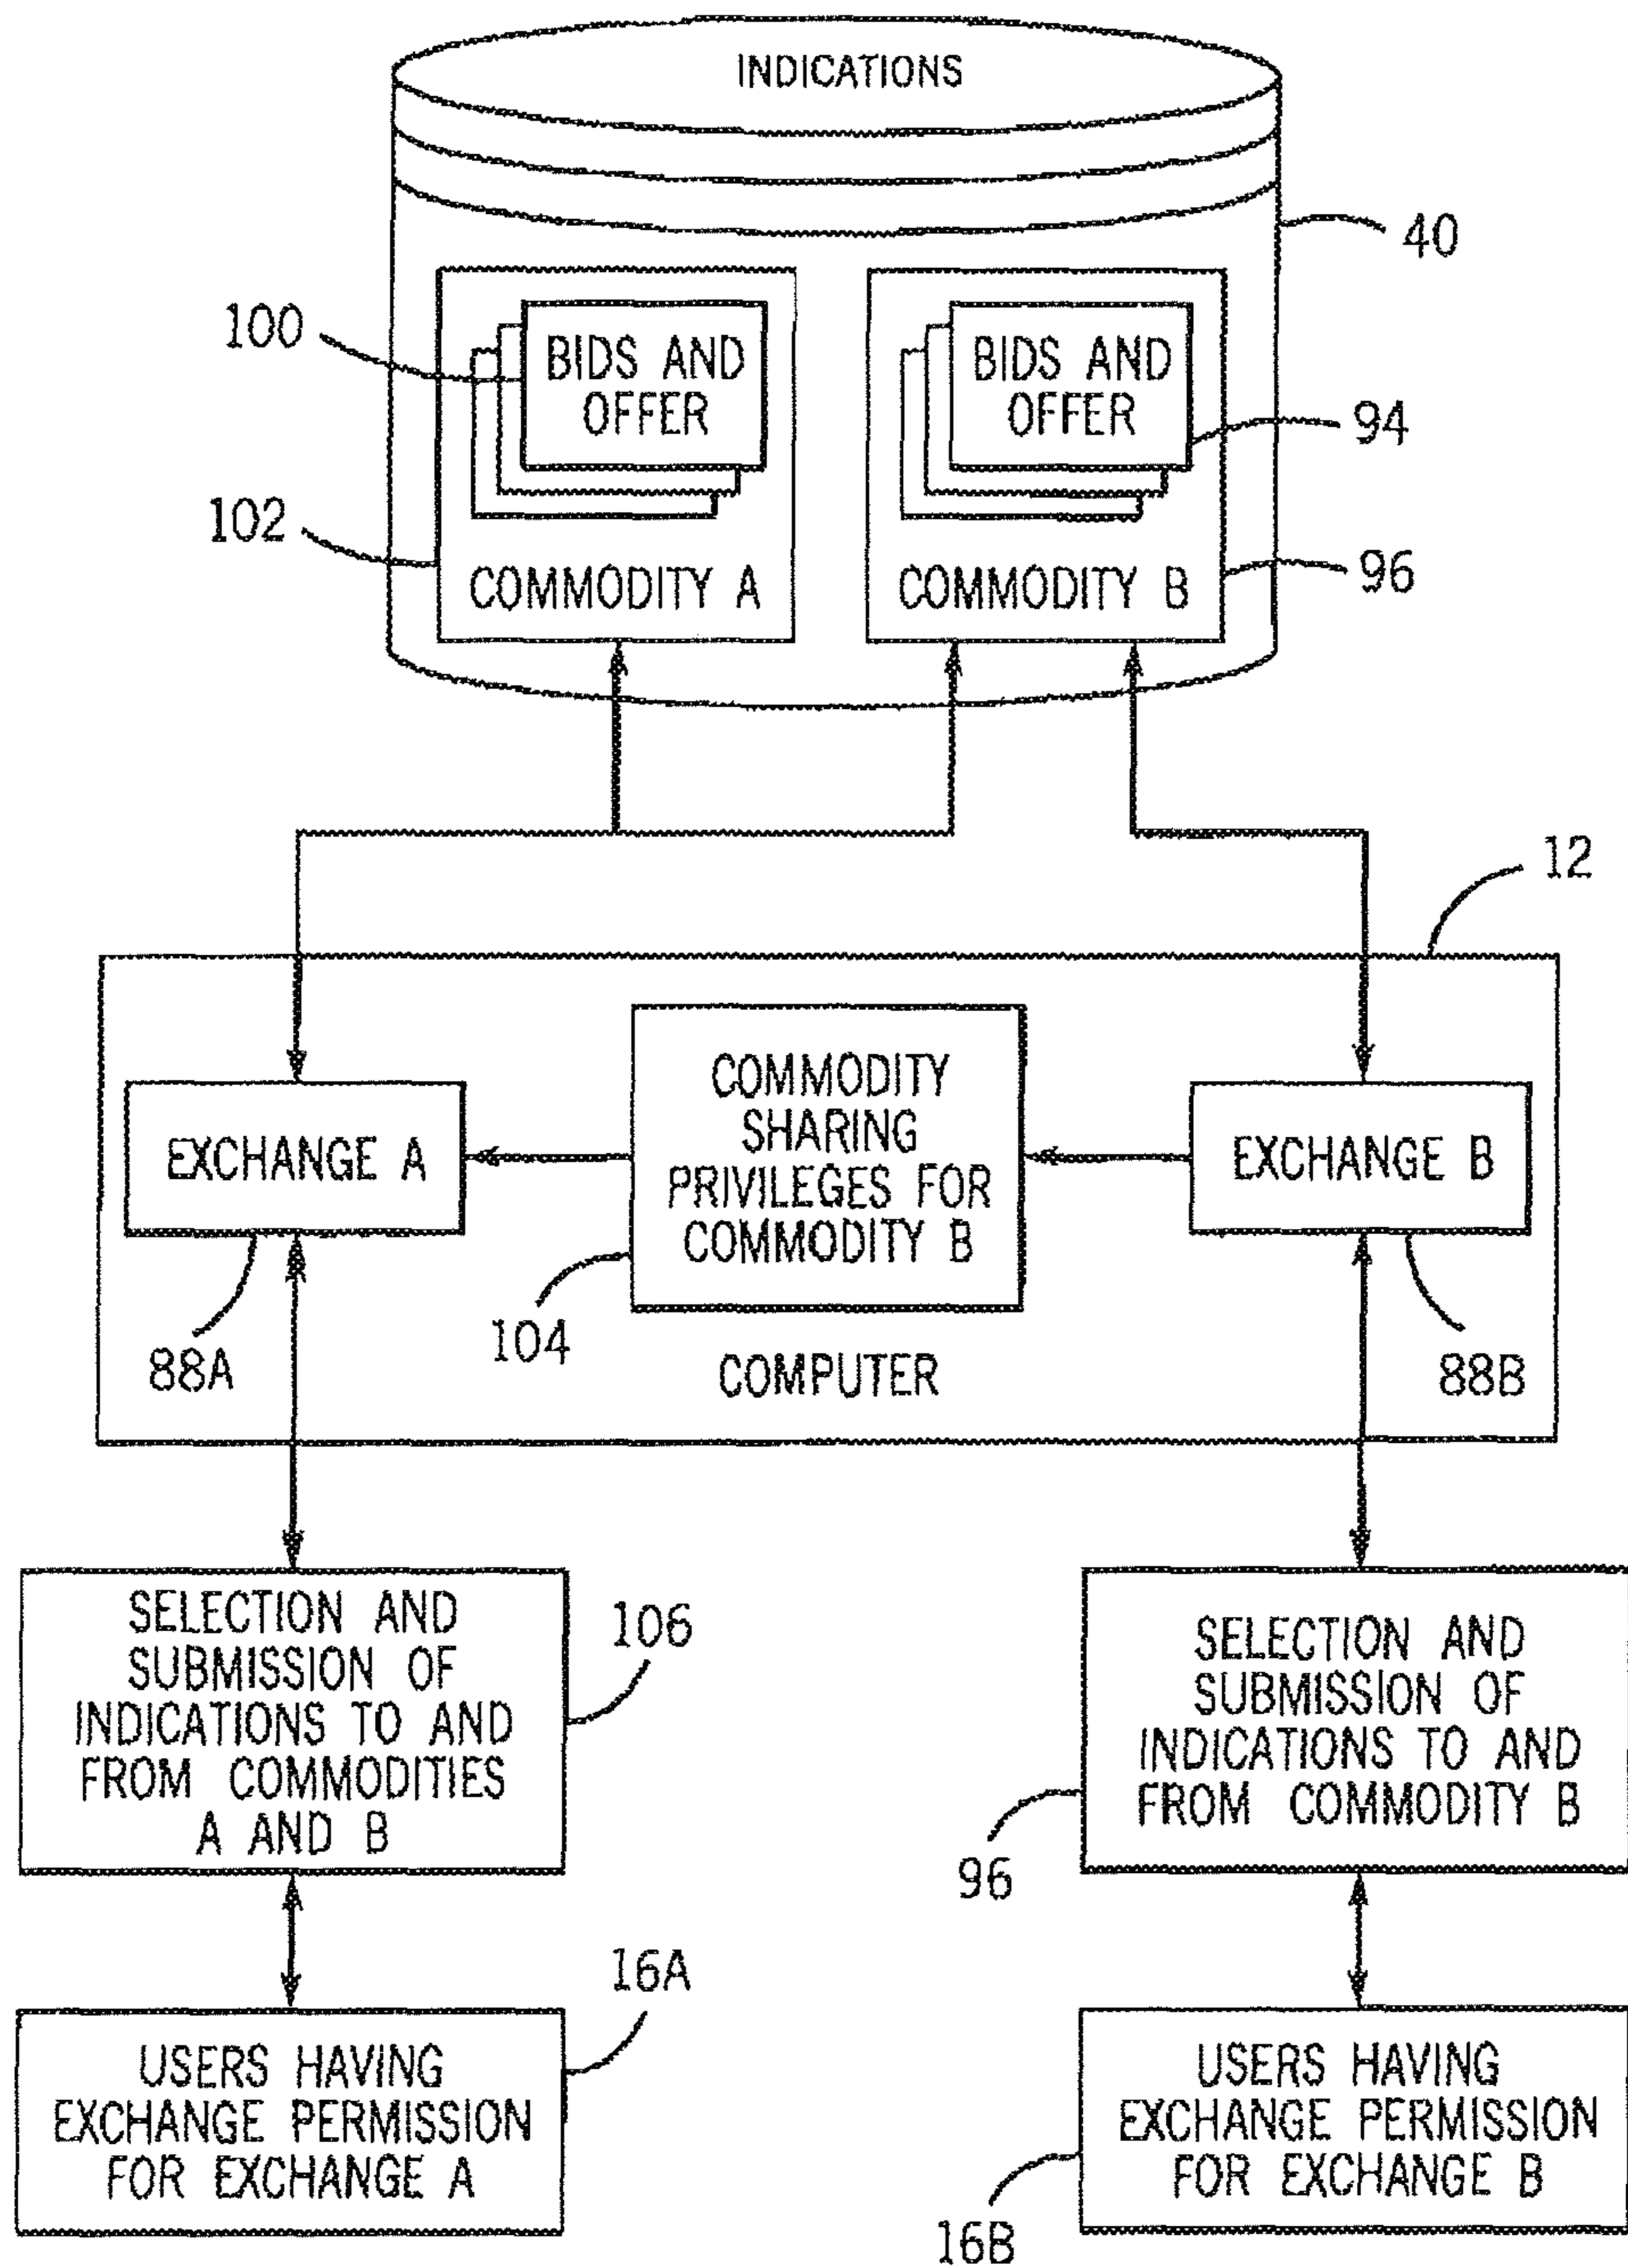 INDICATIONS
40
100
BIDS AND
OFFER
BIDS AND
OFFER
94
102
COMMODITY A
COMMODITY B
96
12
EXCHANGE A
COMMODITY
SHARING
PRIVILEGES FOR
COMMODITY B
EXCHANGE B
88A
104
COMPUTER
88B
SELECTION AND
SUBMISSION OF
INDICATIONS TO AND
FROM COMMODITIES
A AND B
106
SELECTION AND
SUBMISSION OF
INDICATIONS TO AND
FROM COMMODITY B
96
16A
USERS HAVING
EXCHANGE PERMISSION
FOR EXCHANGE A
USERS HAVING
EXCHANGE PERMISSION
FOR EXCHANGE B
16B